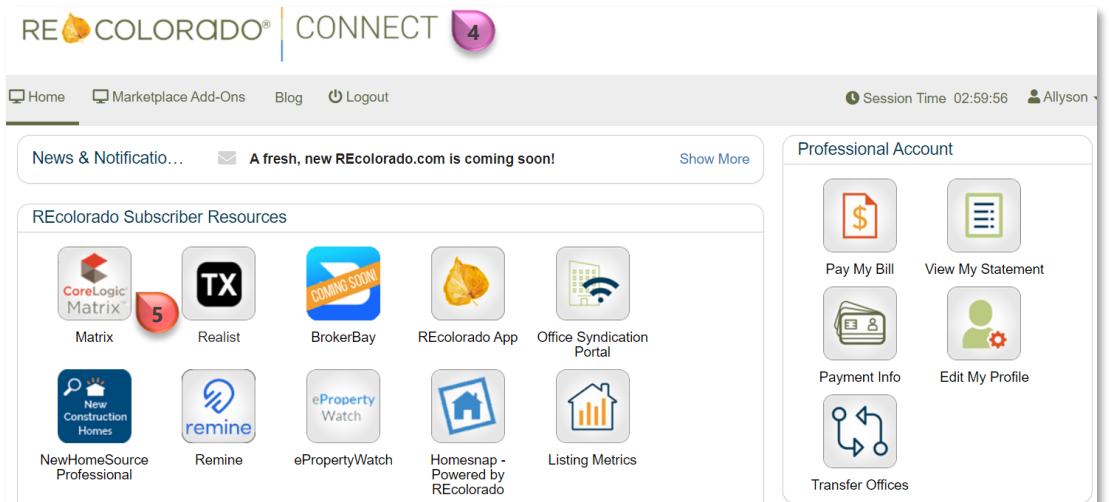 RE COLORADO® CONNECT 4
Home Marketplace Add-Ons Blog Logout Session Time 02:59:56 Allyson
News & Notificatio... A fresh, new REcolorado.com is coming soon! Show More
Professional Account
$
Pay My Bill View My Statement
Payment Info Edit My Profile
Transfer Offices
REcolorado Subscriber Resources
CoreLogic®
Matrix™
5
TX
COMING SOON!
Matrix Realist BrokerBay REcolorado App Office Syndication
Portal
New
Construction
Homes
remine
eProperty
Watch
NewHomeSource
Professional
Remine
ePropertyWatch
Homesnap -
Powered by
REcolorado
Listing Metrics